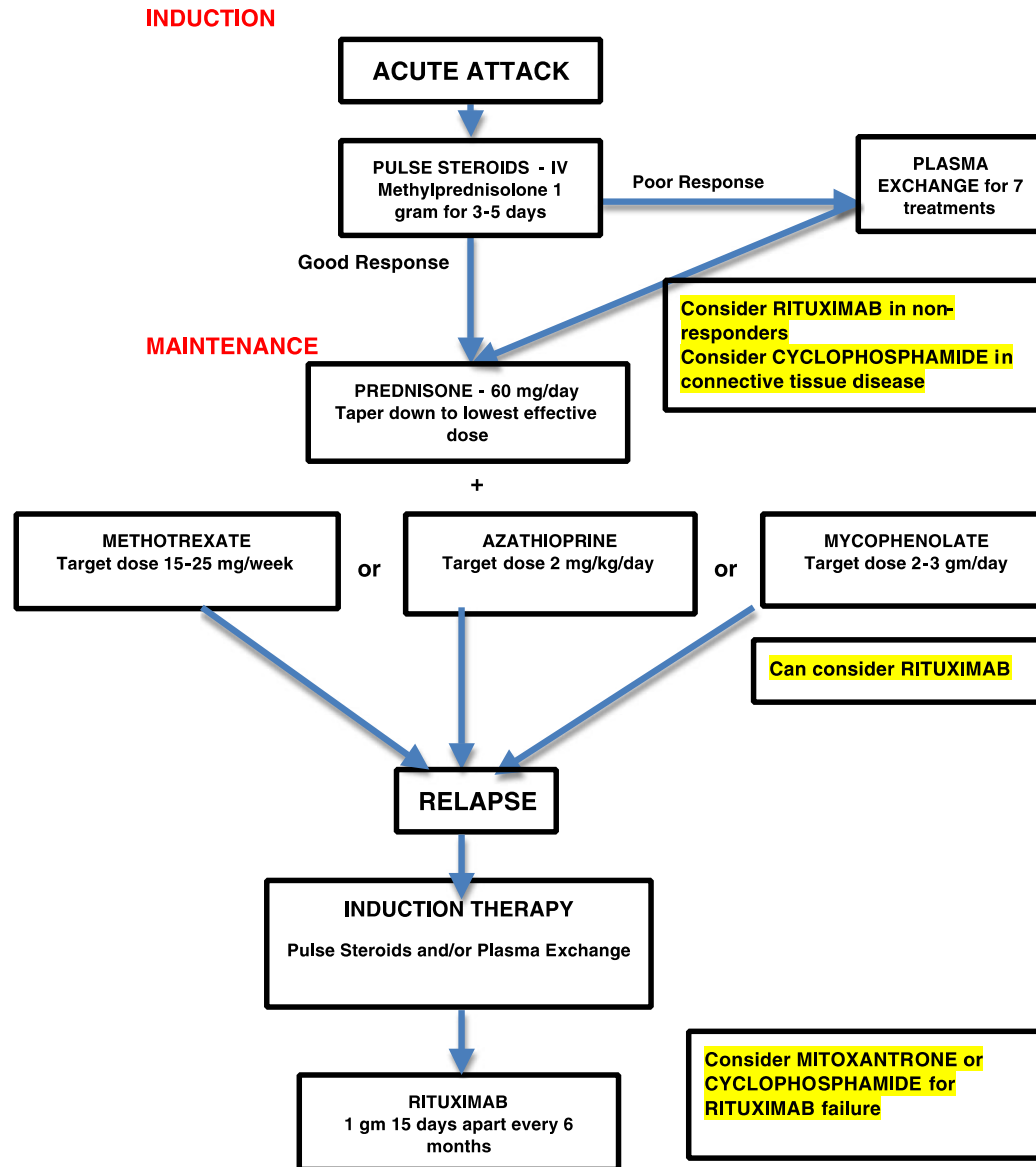 INDUCTION
ACUTE ATTACK
PULSE STEROIDS - IV
Methylprednisolone 1
gram for 3-5 days
Poor Response
PLASMA
EXCHANGE for 7
treatments
Good Response
Consider RITUXIMAB in non-
responders
Consider CYCLOPHOSPHAMIDE in
connective tissue disease
MAINTENANCE
PREDNISONE - 60 mg/day
Taper down to lowest effective
dose
+
METHOTREXATE
Target dose 15-25 mg/week
or
AZATHIOPRINE
Target dose 2 mg/kg/day
or
MYCOPHENOLATE
Target dose 2-3 gm/day
Can consider RITUXIMAB
RELAPSE
INDUCTION THERAPY
Pulse Steroids and/or Plasma Exchange
Consider MITOXANTRONE or
CYCLOPHOSPHAMIDE for
RITUXIMAB failure
RITUXIMAB
1 gm 15 days apart every 6
months